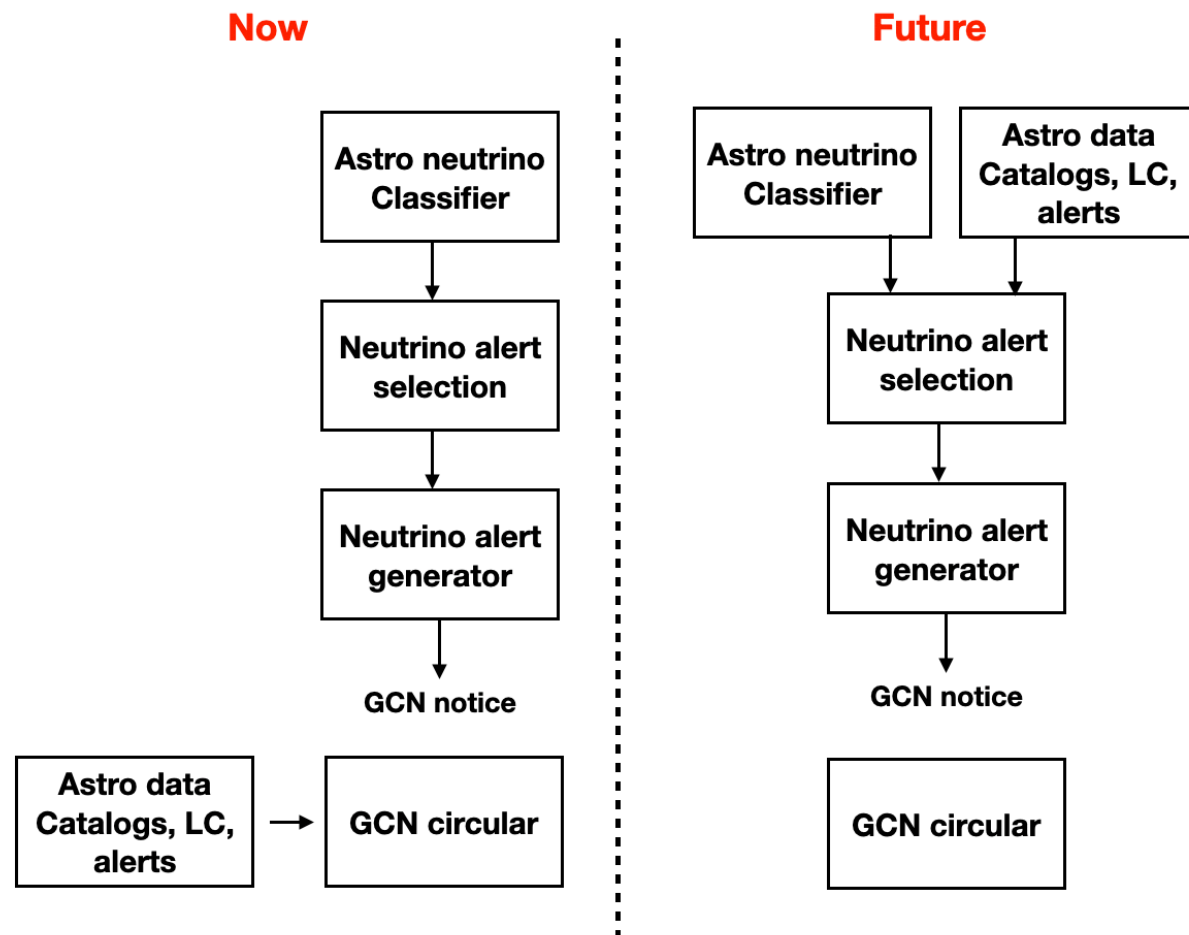 Now
Astro neutrino
Classifier
Neutrino alert
selection
Neutrino alert
generator
GCN notice
Astro data
Catalogs, LC,
alerts
GCN circular
Future
Astro neutrino
Classifier
Astro data
Catalogs, LC,
alerts
Neutrino alert
selection
Neutrino alert
generator
GCN notice
GCN circular